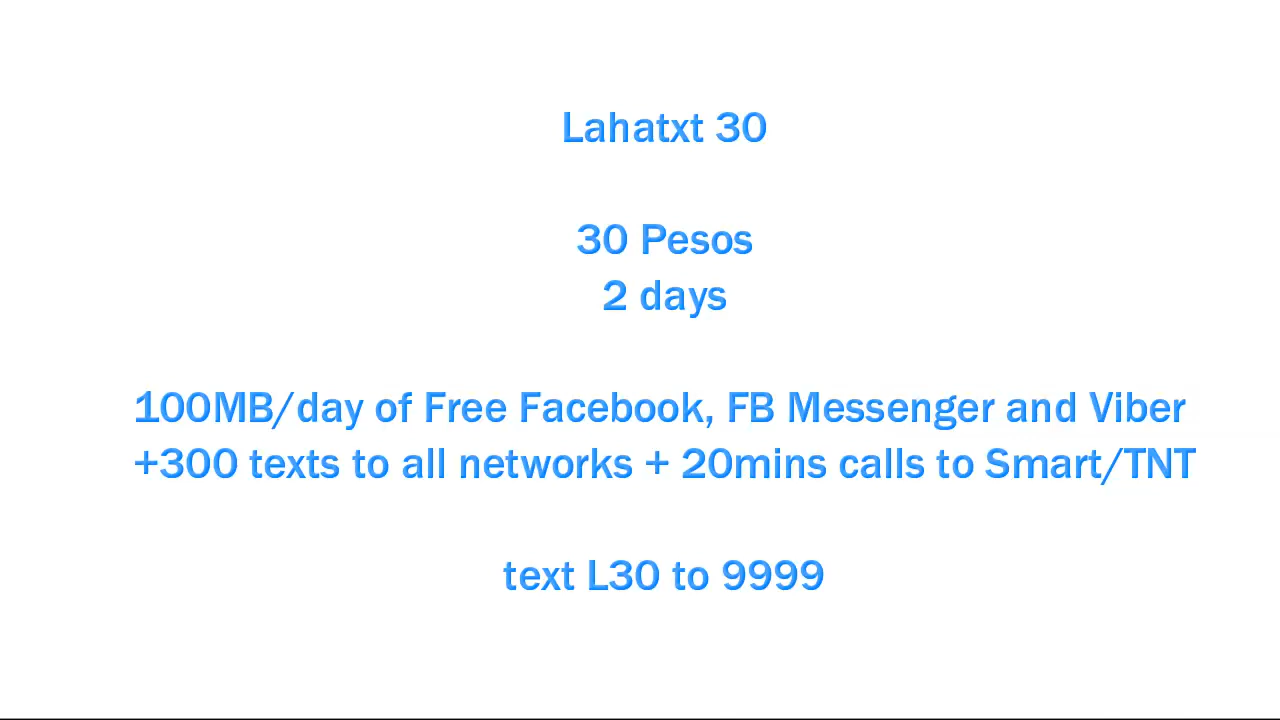 Lahatxt 30
30 Pesos
2 days
100MB/day of Free Facebook, FB Messenger and Viber
+300 texts to all networks + 20mins calls to Smart/TNT
text L30 to 9999